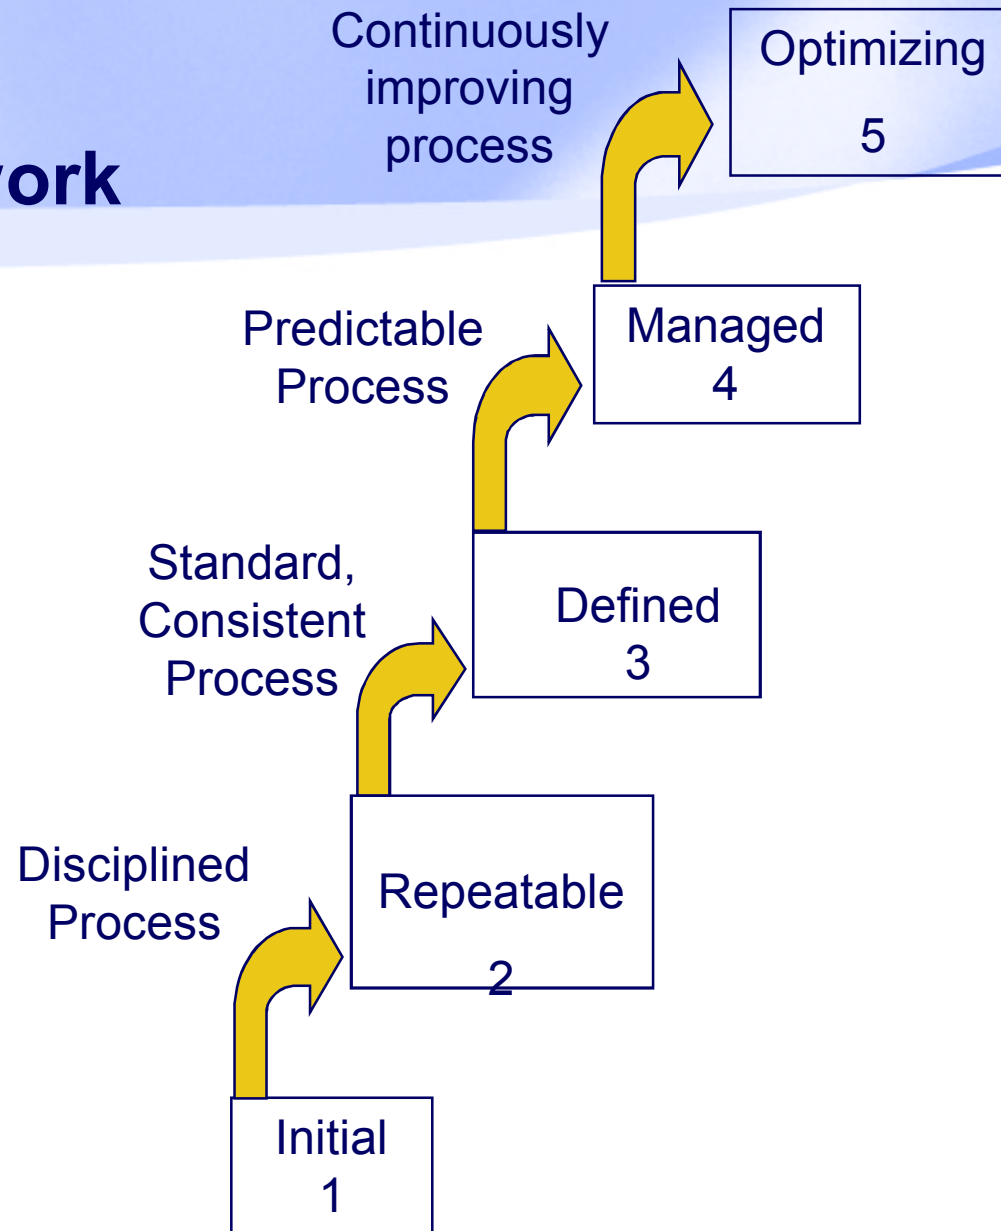 Continuously
improving
process
Optimizing
5
work
Predictable
Process
Managed
4
Standard,
Consistent
Process
Defined
3
Disciplined
Process
Repeatable
2
Initial
1